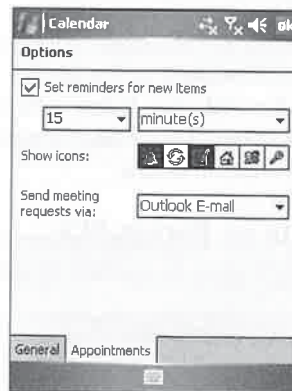 Calendar ok
Options
Set reminders for new items
15 minute(s)
Show icons:
Send meeting
requests via: Outlook E-mail
General Appointments